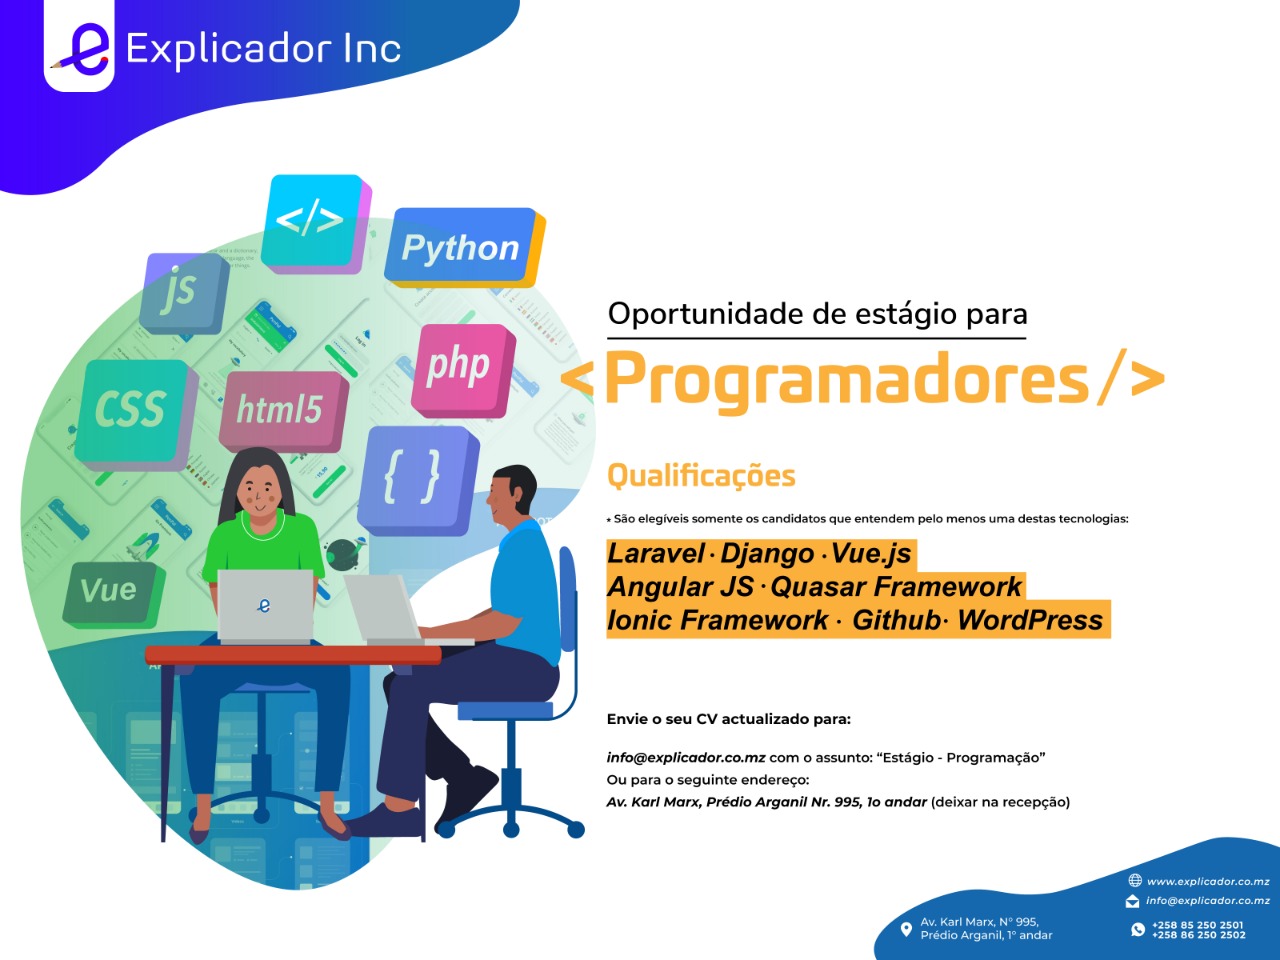 Explicador Inc
</>
Python
js
php
CSS
html5
{ }
Vue
Oportunidade de estágio para
<Programadores/>
Qualificações
* São elegíveis somente os candidatos que entendem pelo menos uma destas tecnologias:
Laravel · Django · Vue.js
Angular JS · Quasar Framework
Ionic Framework · Github · WordPress
Envie o seu CV actualizado para:
info@explicador.co.mz com o assunto: “Estágio - Programação”
Ou para o seguinte endereço:
Av. Karl Marx, Prédio Arganil Nr. 995, 1o andar (deixar na recepção)
www.explicador.co.mz
info@explicador.co.mz
Av. Karl Marx, N° 995,
Prédio Arganil, 1° andar
+258 85 250 2501
+258 86 250 2502